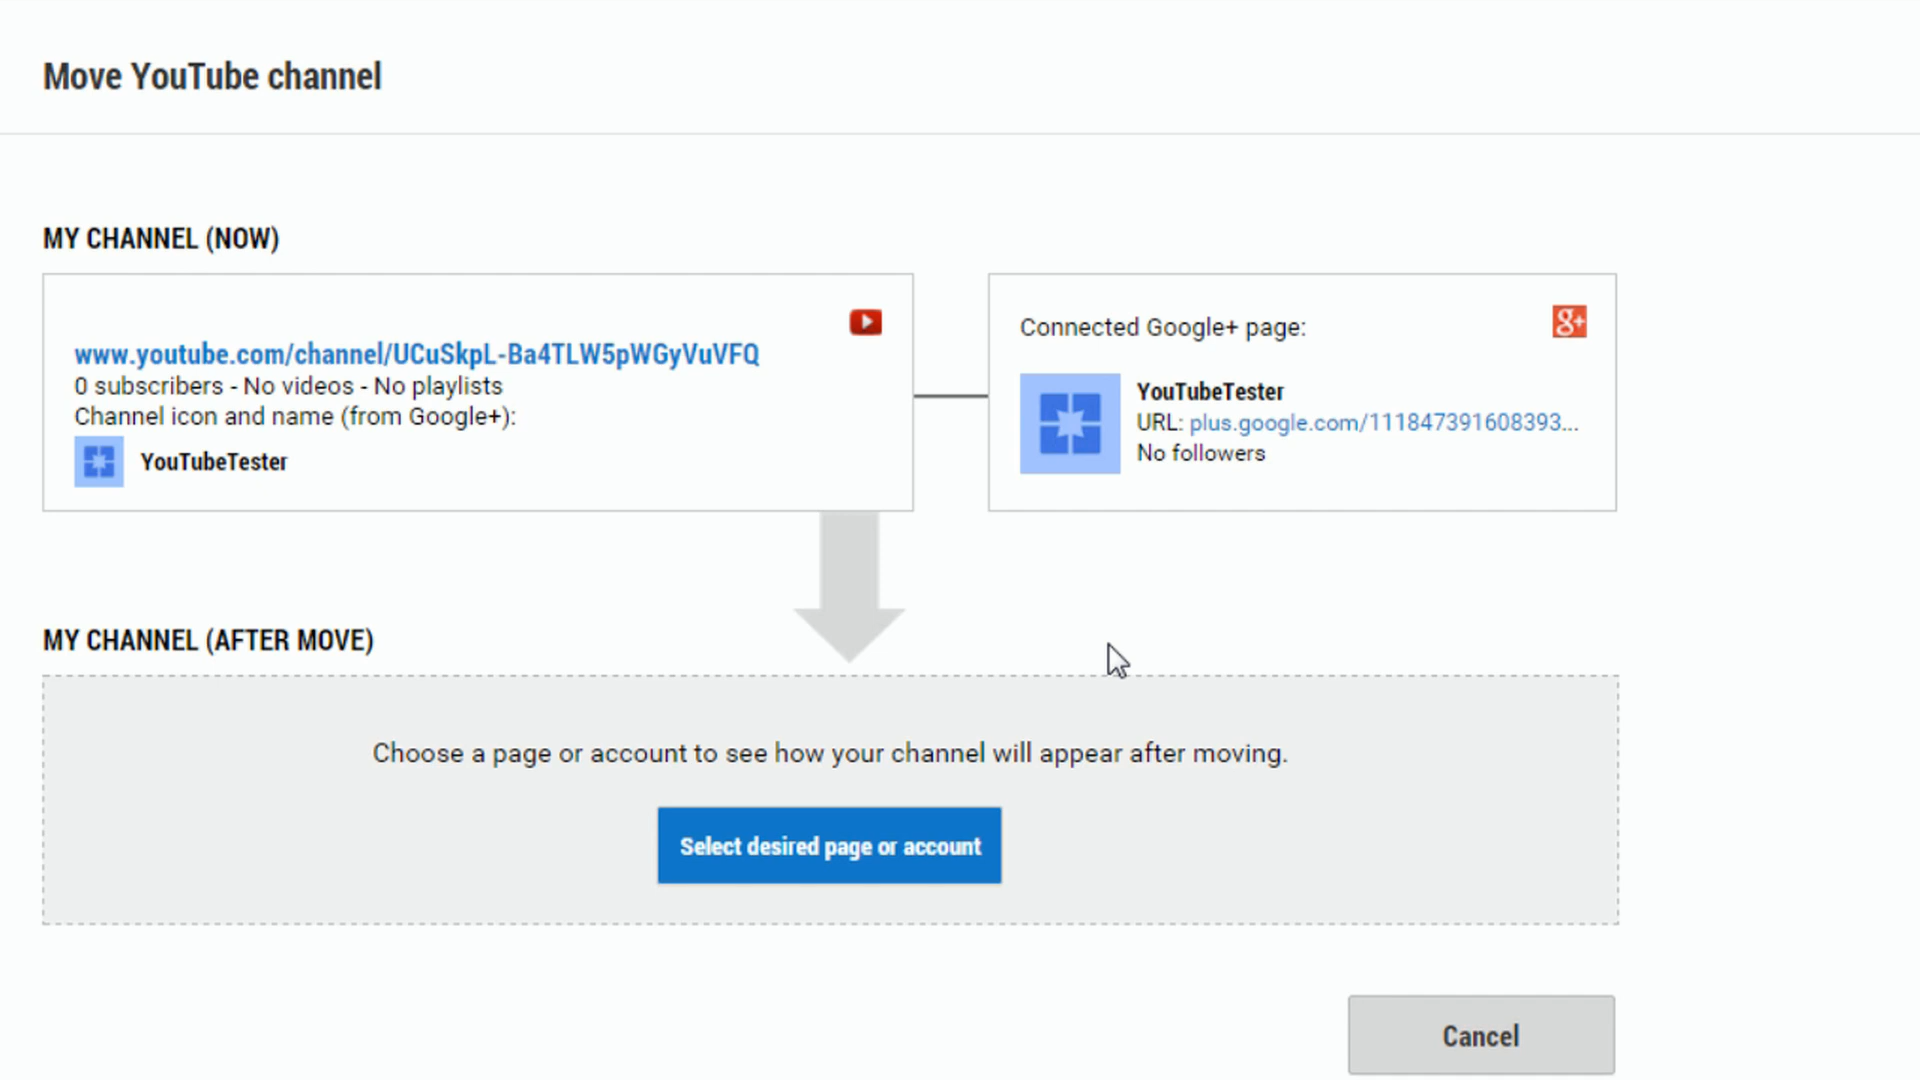 Move YouTube channel
MY CHANNEL (NOW)
www.youtube.com/channel/UCuSkpL-Ba4TLW5pWGyVuVFQ
0 subscribers - No videos - No playlists
Channel icon and name (from Google+):
YouTubeTester
Connected Google+ page:
g+
YouTubeTester
URL: plus.google.com/111847391608393...
No followers
MY CHANNEL (AFTER MOVE)
Choose a page or account to see how your channel will appear after moving.
Select desired page or account
Cancel